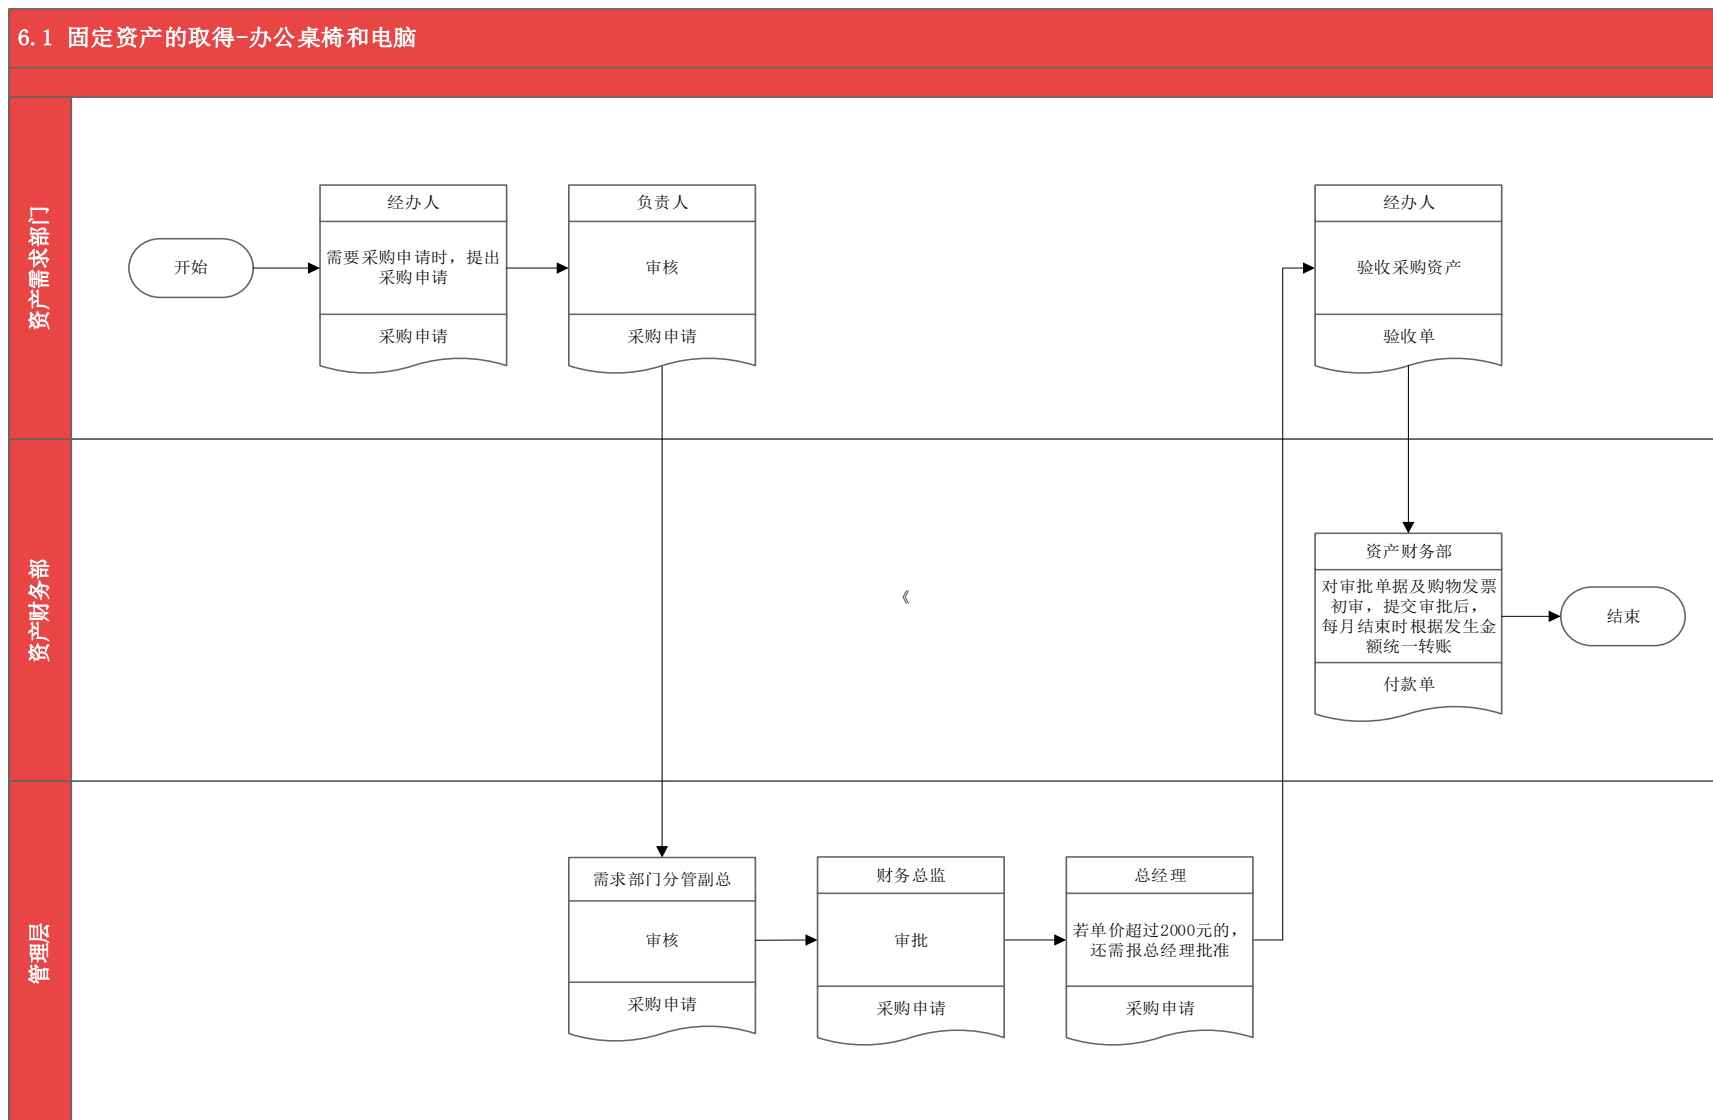 6.1 固定资产的取得-办公桌椅和电脑
资产需求部门
开始
经办人
需要采购申请时，提出
采购申请
采购申请
负责人
审核
采购申请
经办人
验收采购资产
验收单
资产财务部
《
资产财务部
对审批单据及购物发票
初审，提交审批后，
每月结束时根据发生金
额统一转账
付款单
结束
管理层
需求部门分管副总
审核
采购申请
财务总监
审批
采购申请
总经理
若单价超过2000元的，
还需报总经理批准
采购申请